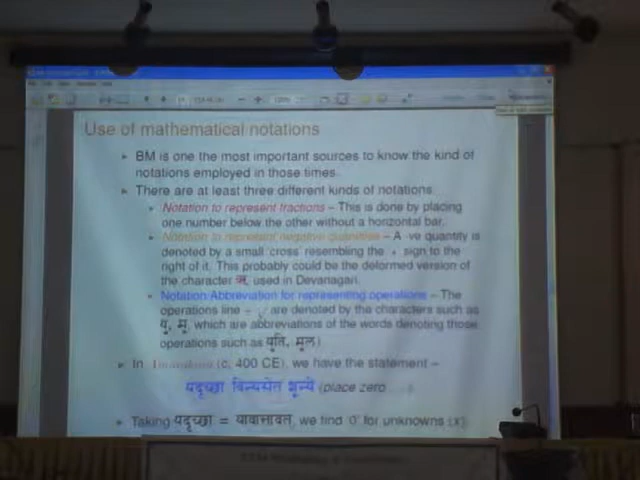 Use of mathematical notations
▸ BM is one the most important sources to know the kind of
notations employed in those times.
▸ There are at least three different kinds of notations
▸ Notation to represent fractions – This is done by placing
one number below the other without a horizontal bar.
▸ Notation to represent negative quantities – A -ve quantity is
denoted by a small 'cross' resembling the + sign to the
right of it. This probably could be the deformed version of
the character used in Devanagari.
▸ Notation/Abbreviation for representing operations – The
operations line are denoted by the characters such as
यु, मू, which are abbreviations of the words denoting those
operations such as युति, मूल)
▸ In (c. 400 CE), we have the statement –
यदृच्छा विन्यसेत् शून्ये (place zero
▸ Taking यदृच्छा = यावत्तावत्, we find '0' for unknowns (x)